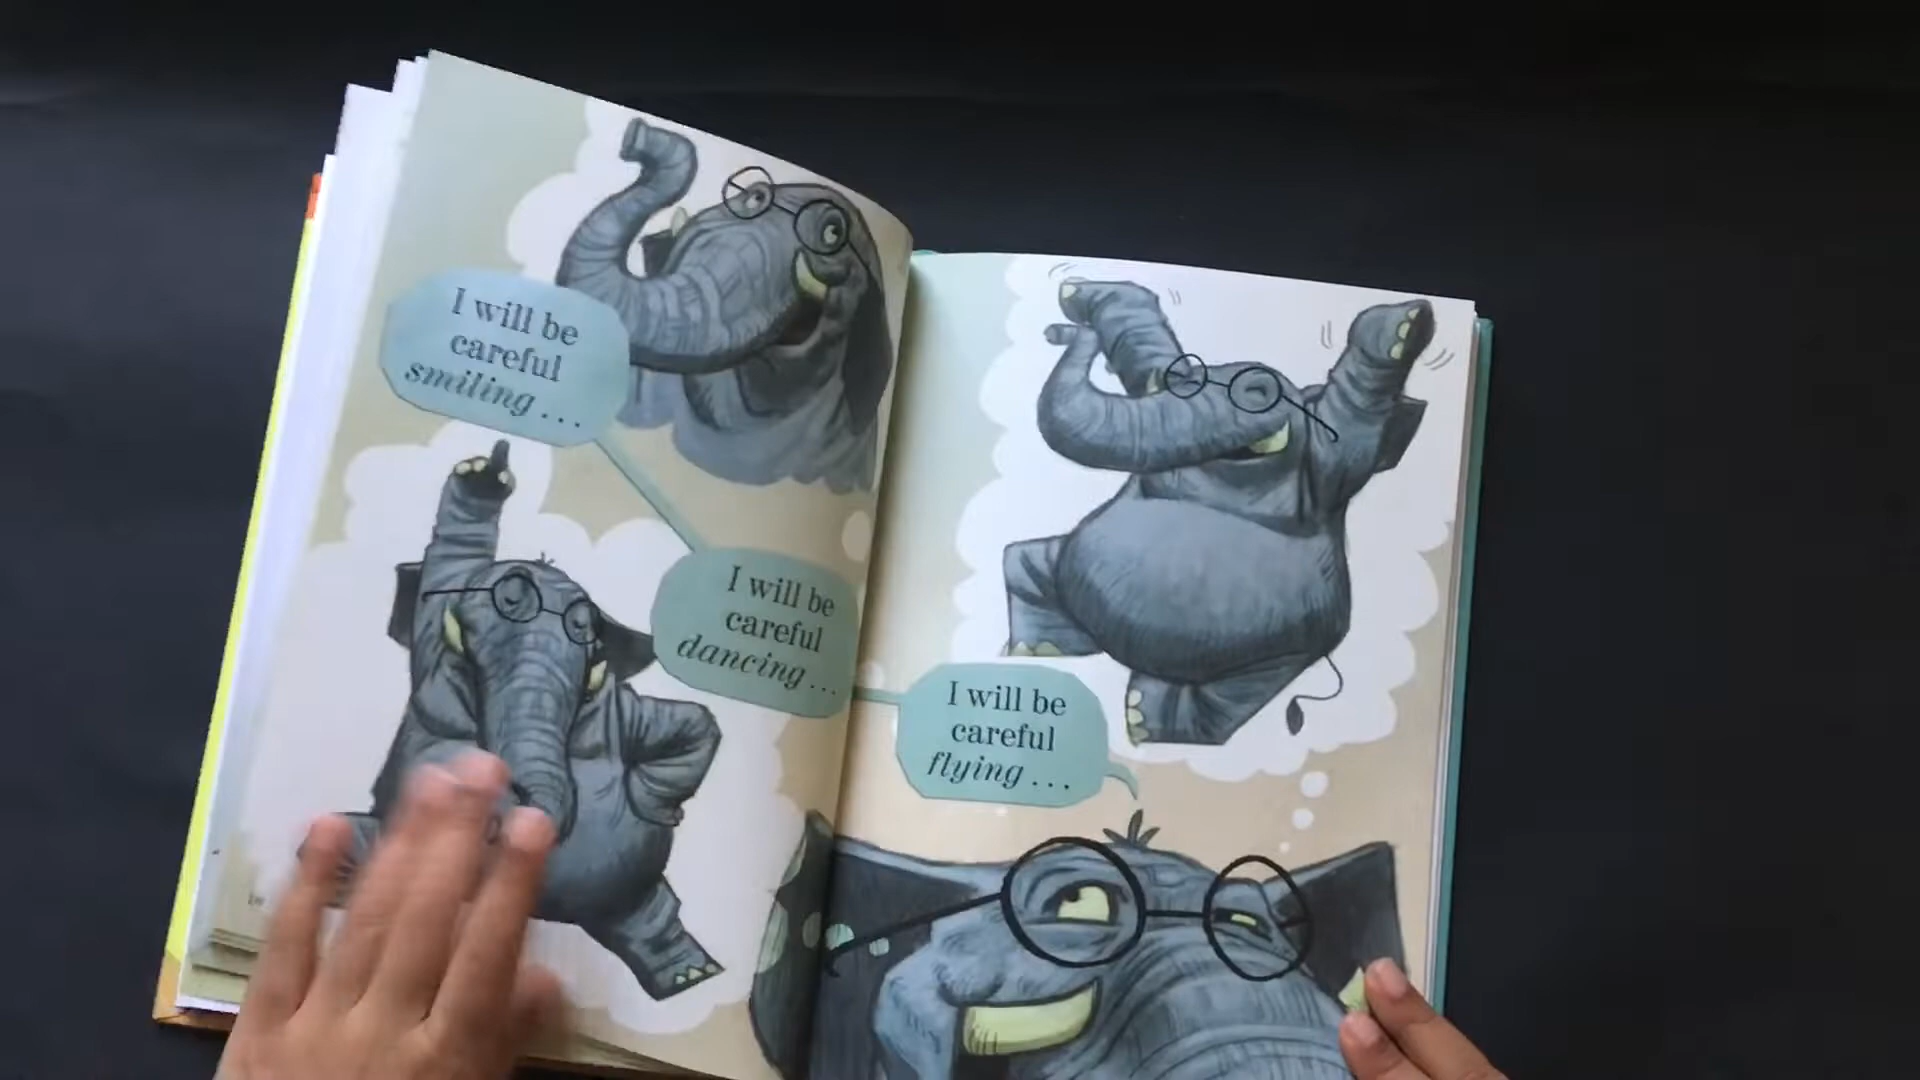 I will be
careful
smiling...
I will be
careful
dancing...
I will be
careful
flying...